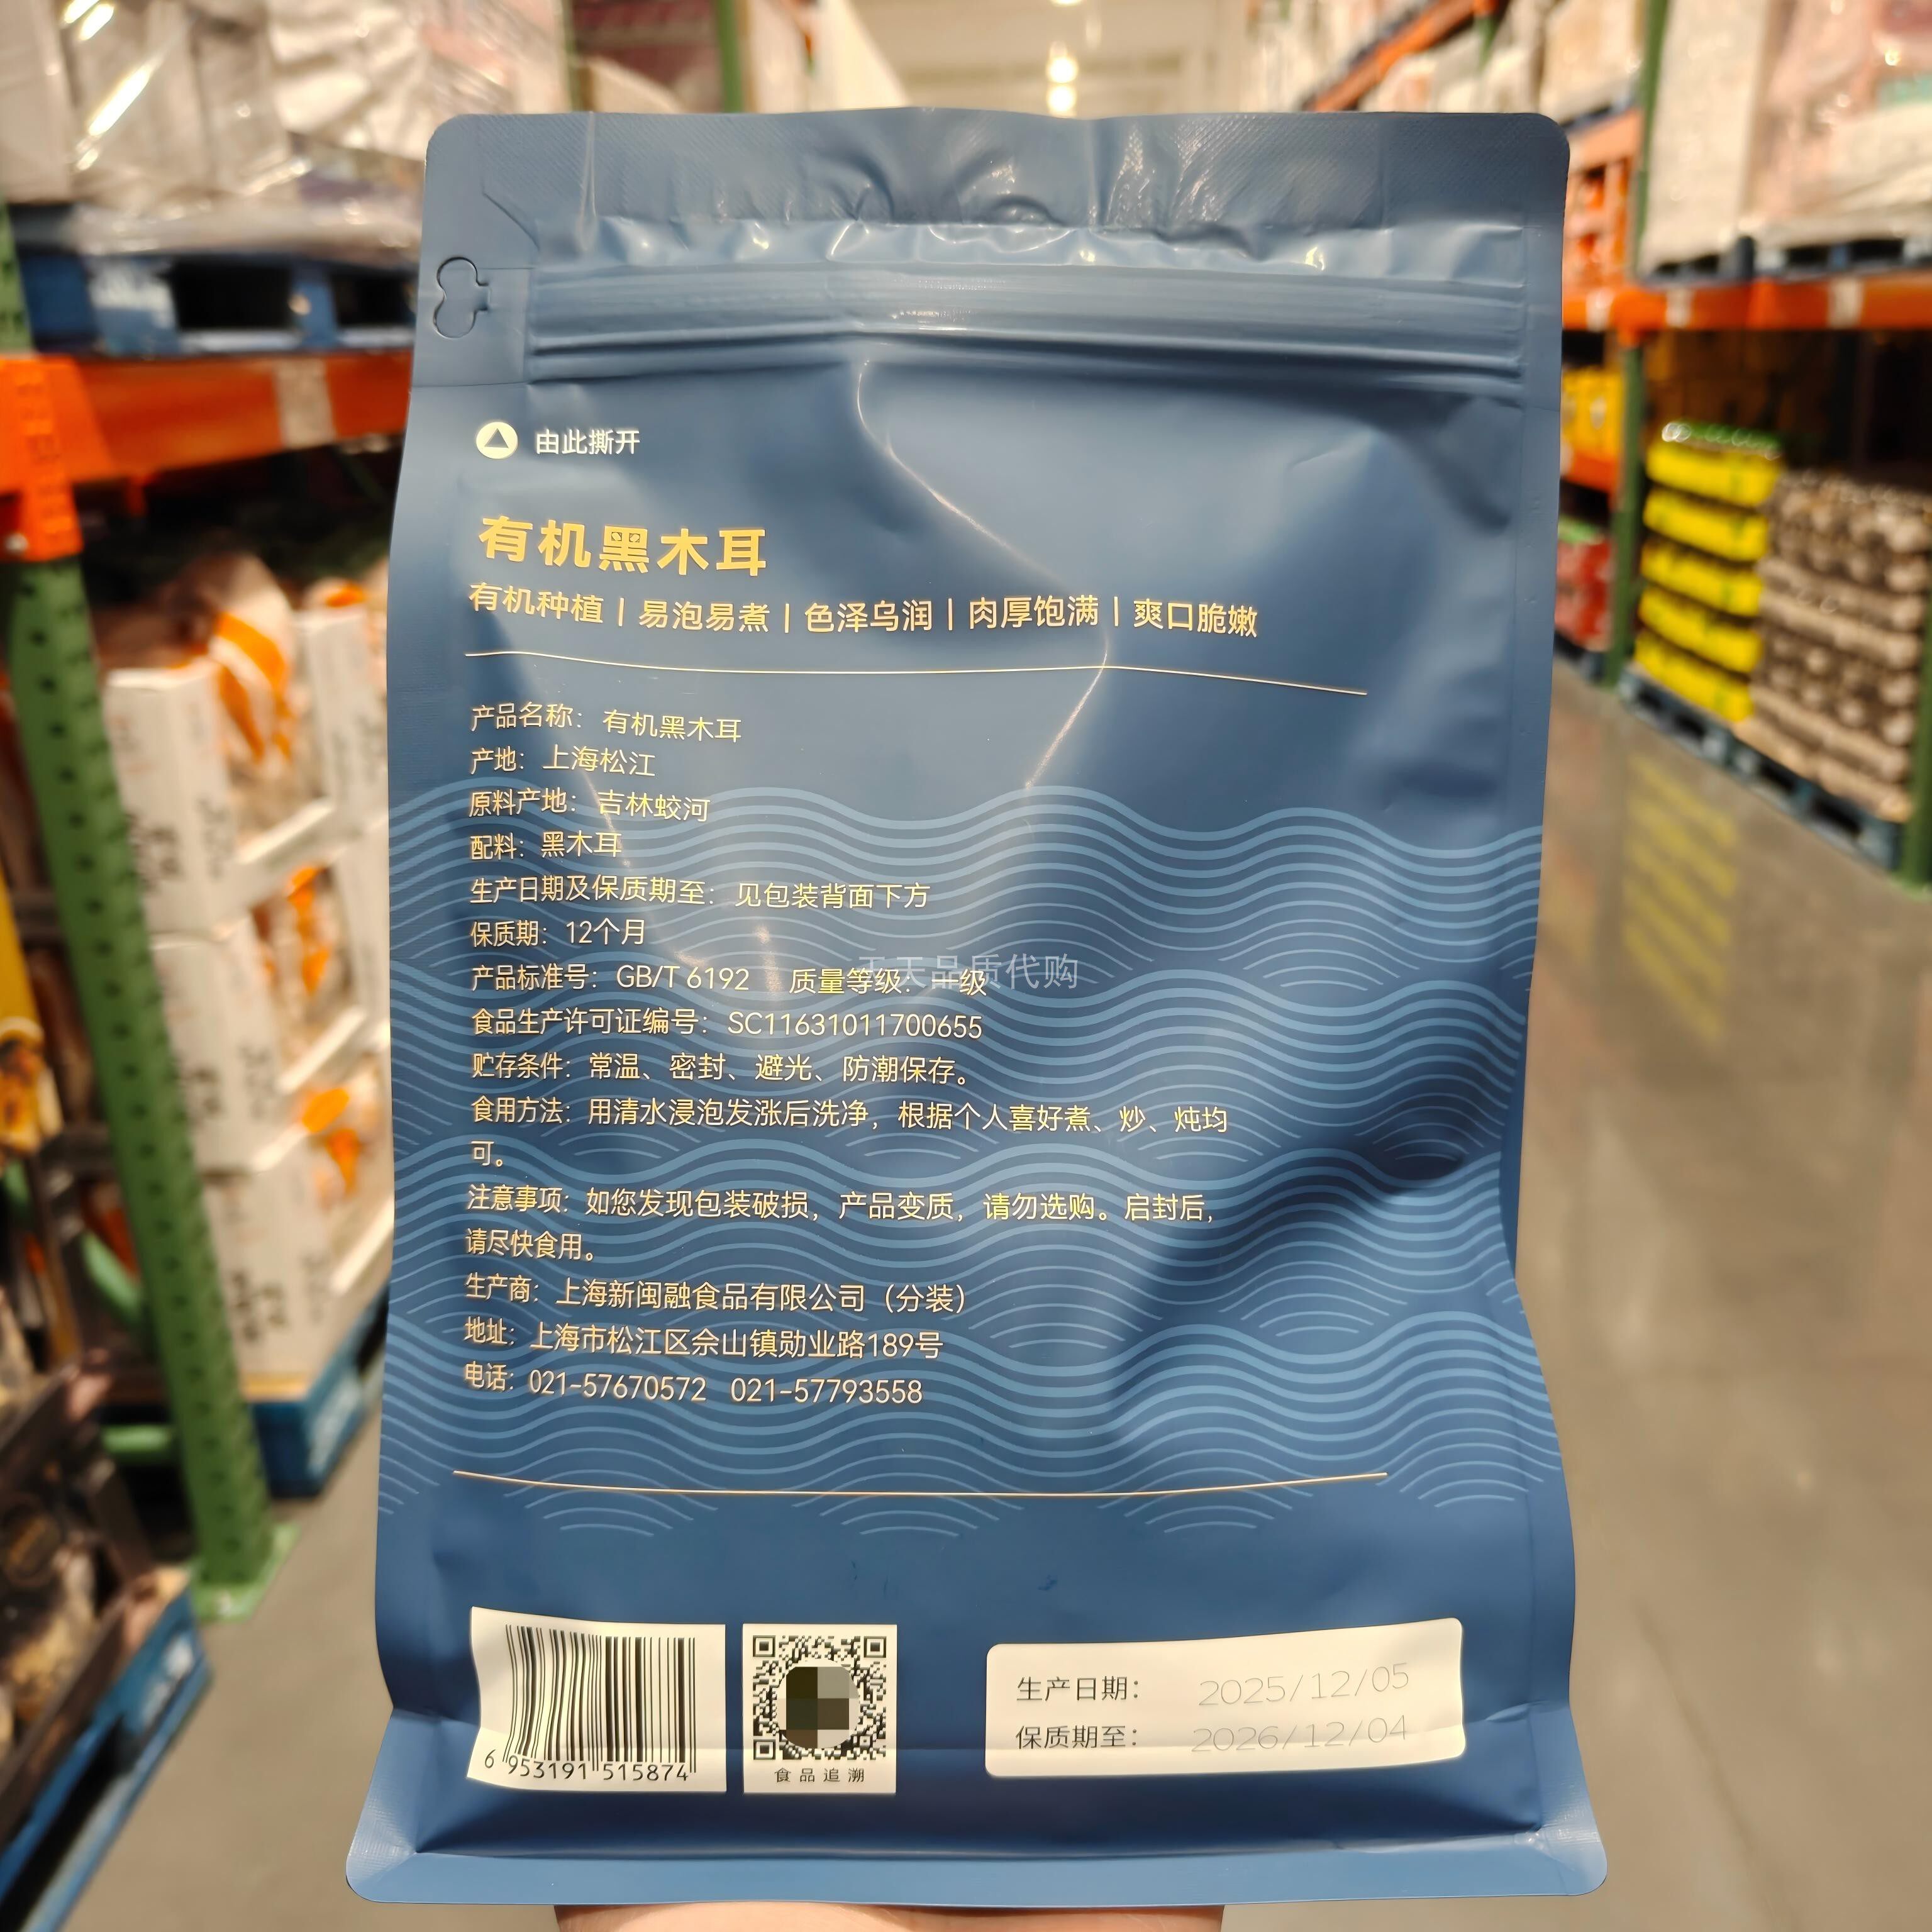 由此撕开
有机黑木耳
有机种植 | 易泡易煮 | 色泽乌润 | 肉厚饱满 | 爽口脆嫩
产品名称：有机黑木耳
产地：上海松江
原料产地：吉林蛟河
配料：黑木耳
生产日期及保质期至：见包装背面下方
保质期：12个月
产品标准号：GB/T 6192 质量等级：一级
天天品质代购
食品生产许可证编号：SC11631011700655
贮存条件：常温、密封、避光、防潮保存。
食用方法：用清水浸泡发涨后洗净，根据个人喜好煮、炒、炖均
可。
注意事项：如您发现包装破损，产品变质，请勿选购。启封后，
请尽快食用。
生产商：上海新闽融食品有限公司（分装）
地址：上海市松江区佘山镇勋业路189号
电话：021-57670572 021-57793558
6 953191 515874
食品追溯
生产日期：2025/12/05
保质期至：2026/12/04